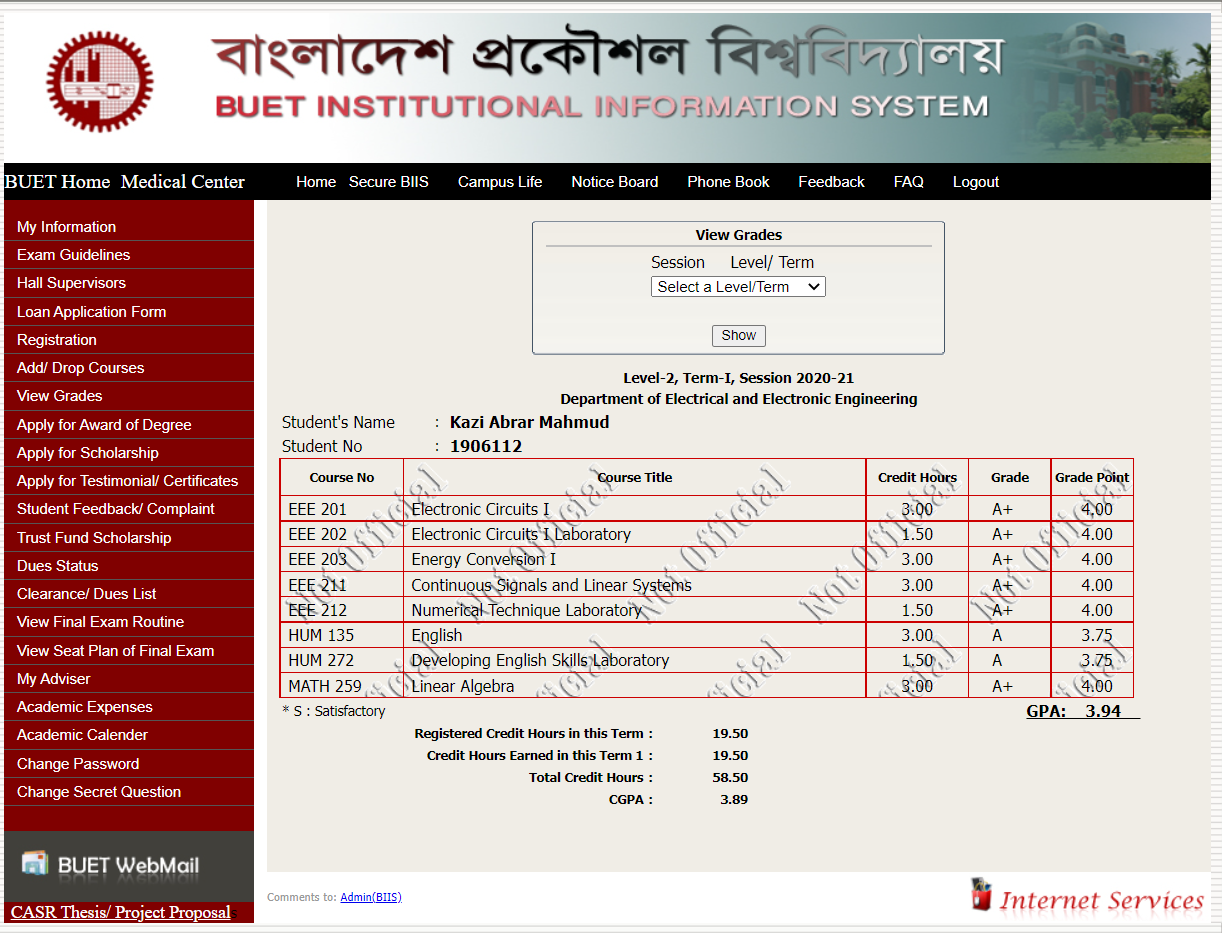 বাংলাদেশ প্রকৌশল বিশ্ববিদ্যালয়
BUET INSTITUTIONAL INFORMATION SYSTEM
BUET Home Medical Center Home Secure BIIS Campus Life Notice Board Phone Book Feedback FAQ Logout
My Information
Exam Guidelines
Hall Supervisors
Loan Application Form
Registration
Add/ Drop Courses
View Grades
Apply for Award of Degree
Apply for Scholarship
Apply for Testimonial/ Certificates
Student Feedback/ Complaint
Trust Fund Scholarship
Dues Status
Clearance/ Dues List
View Final Exam Routine
View Seat Plan of Final Exam
My Adviser
Academic Expenses
Academic Calender
Change Password
Change Secret Question
BUET WebMail
CASR Thesis/ Project Proposal
View Grades
Session Level/ Term
Select a Level/Term
Show
Level-2, Term-I, Session 2020-21
Department of Electrical and Electronic Engineering
Student's Name : Kazi Abrar Mahmud
Student No : 1906112
Course No Course Title Credit Hours Grade Grade Point
EEE 201 Electronic Circuits I 3.00 A+ 4.00
EEE 202 Electronic Circuits I Laboratory 1.50 A+ 4.00
EEE 203 Energy Conversion I 3.00 A+ 4.00
EEE 211 Continuous Signals and Linear Systems 3.00 A+ 4.00
EEE 212 Numerical Technique Laboratory 1.50 A+ 4.00
HUM 135 English 3.00 A 3.75
HUM 272 Developing English Skills Laboratory 1.50 A 3.75
MATH 259 Linear Algebra 3.00 A+ 4.00
Not Official Not Official Not Official Not Official Not Official
* S : Satisfactory GPA: 3.94
Registered Credit Hours in this Term : 19.50
Credit Hours Earned in this Term 1 : 19.50
Total Credit Hours : 58.50
CGPA : 3.89
Comments to: Admin(BIIS)
Internet Services